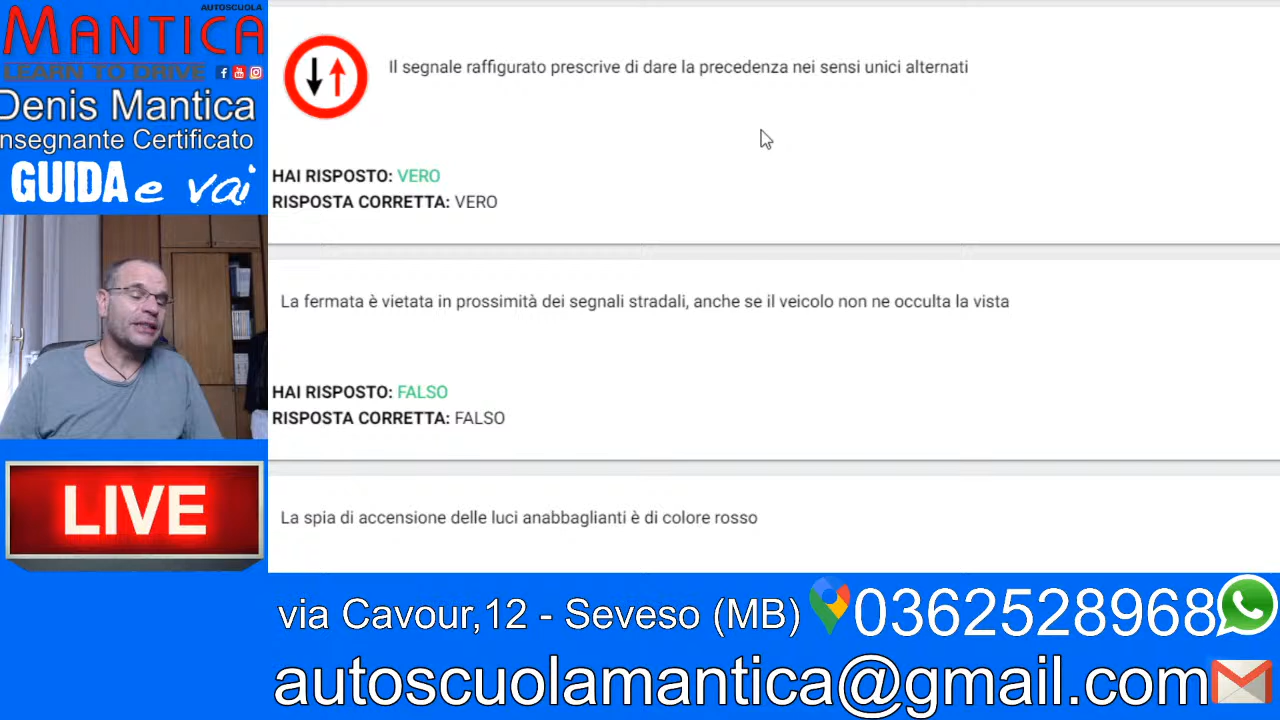 AUTOSCUOLA
MANTICA
LEARN TO DRIVE
Denis Mantica
nsegnante Certificato
GUIDA e vai
LIVE
Il segnale raffigurato prescrive di dare la precedenza nei sensi unici alternati
HAI RISPOSTO: VERO
RISPOSTA CORRETTA: VERO
La fermata è vietata in prossimità dei segnali stradali, anche se il veicolo non ne occulta la vista
HAI RISPOSTO: FALSO
RISPOSTA CORRETTA: FALSO
La spia di accensione delle luci anabbaglianti è di colore rosso
via Cavour,12 - Seveso (MB) 0362528968
autoscuolamantica@gmail.com